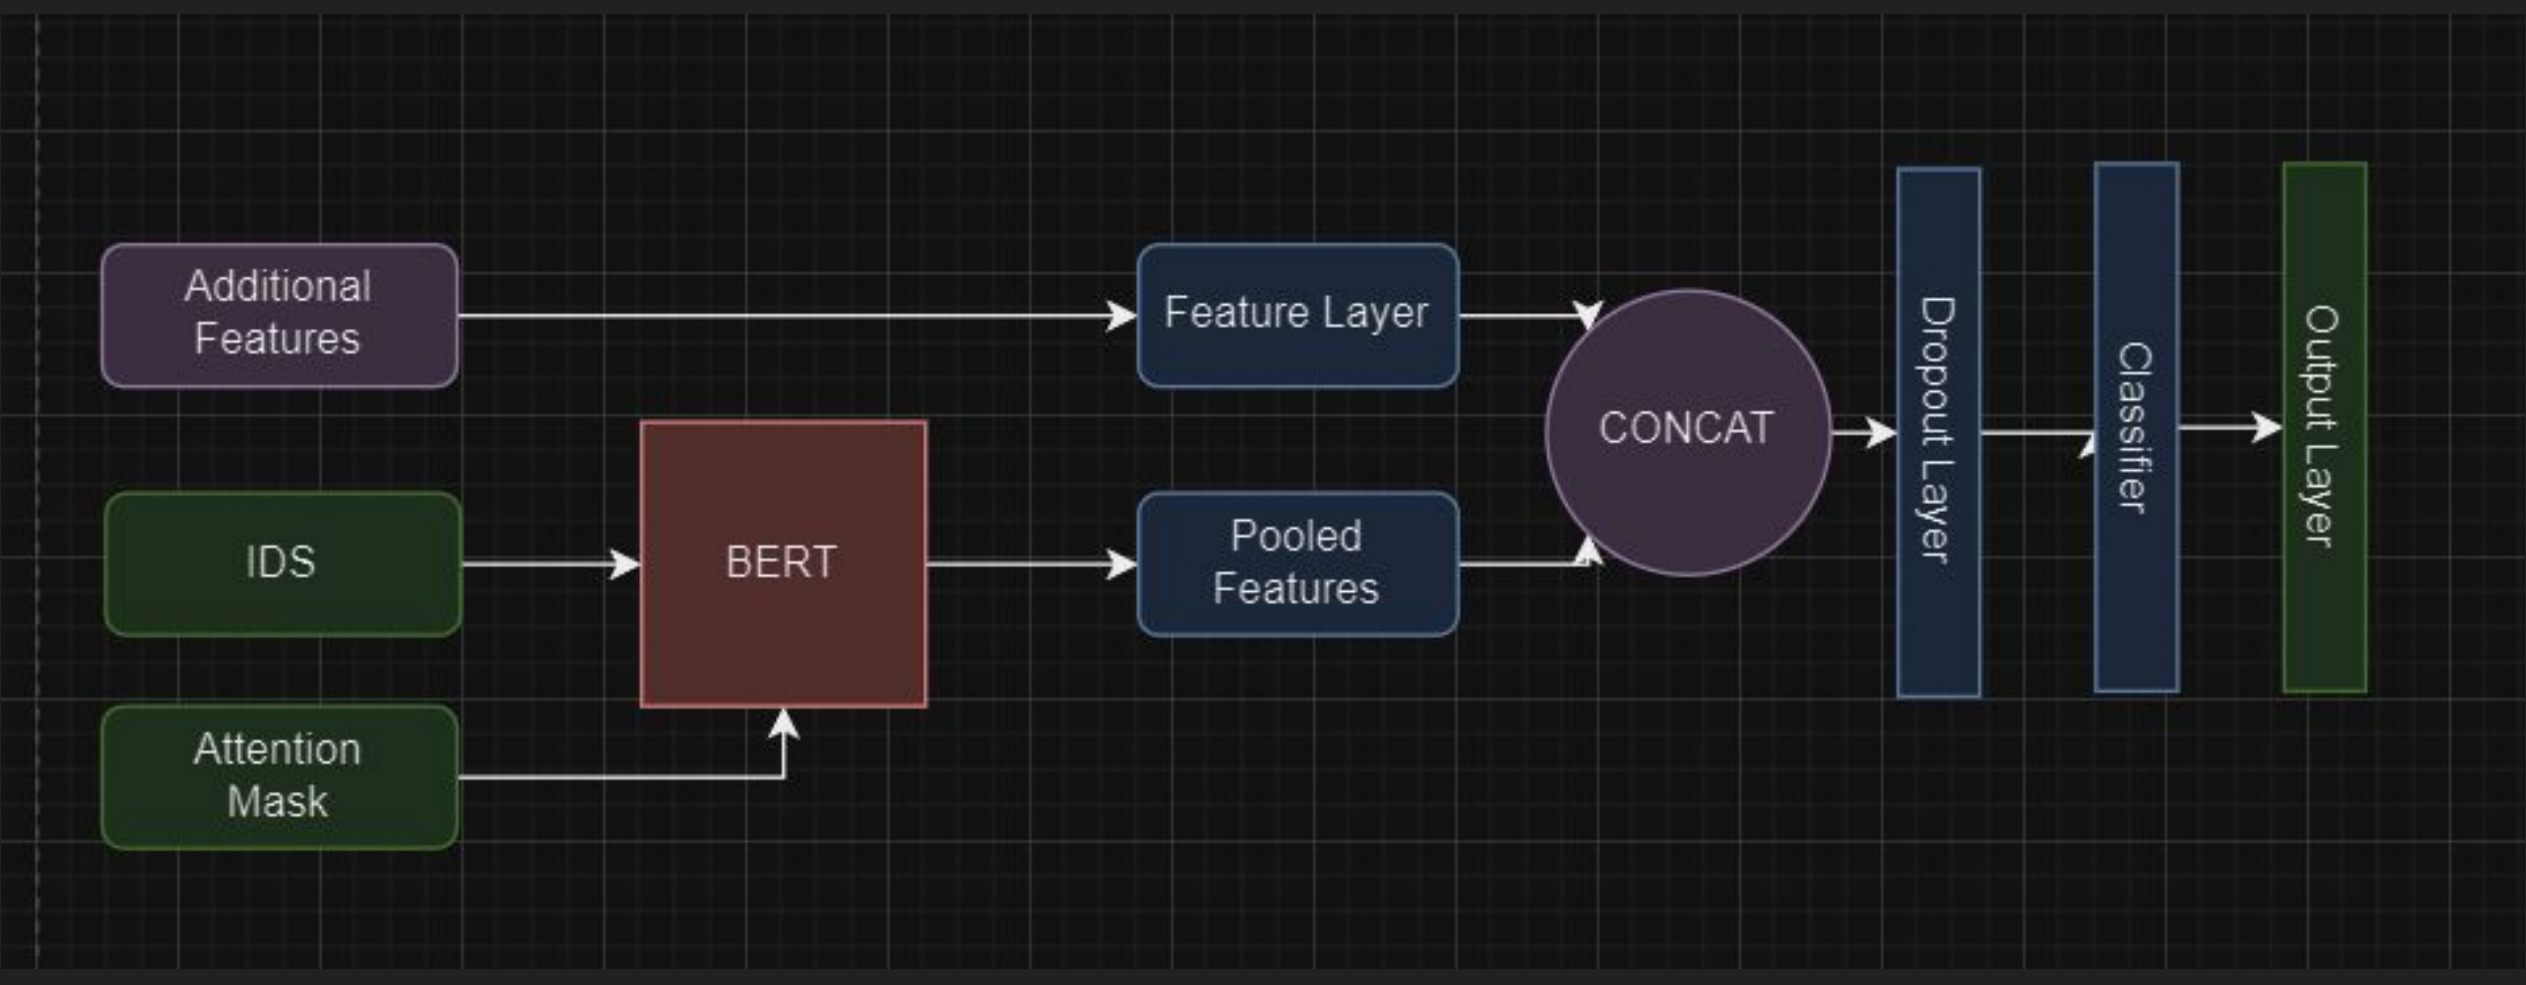 Additional
Features
Feature Layer
IDS
BERT
Pooled
Features
Attention
Mask
CONCAT
Dropout Layer
Classifier
Output Layer